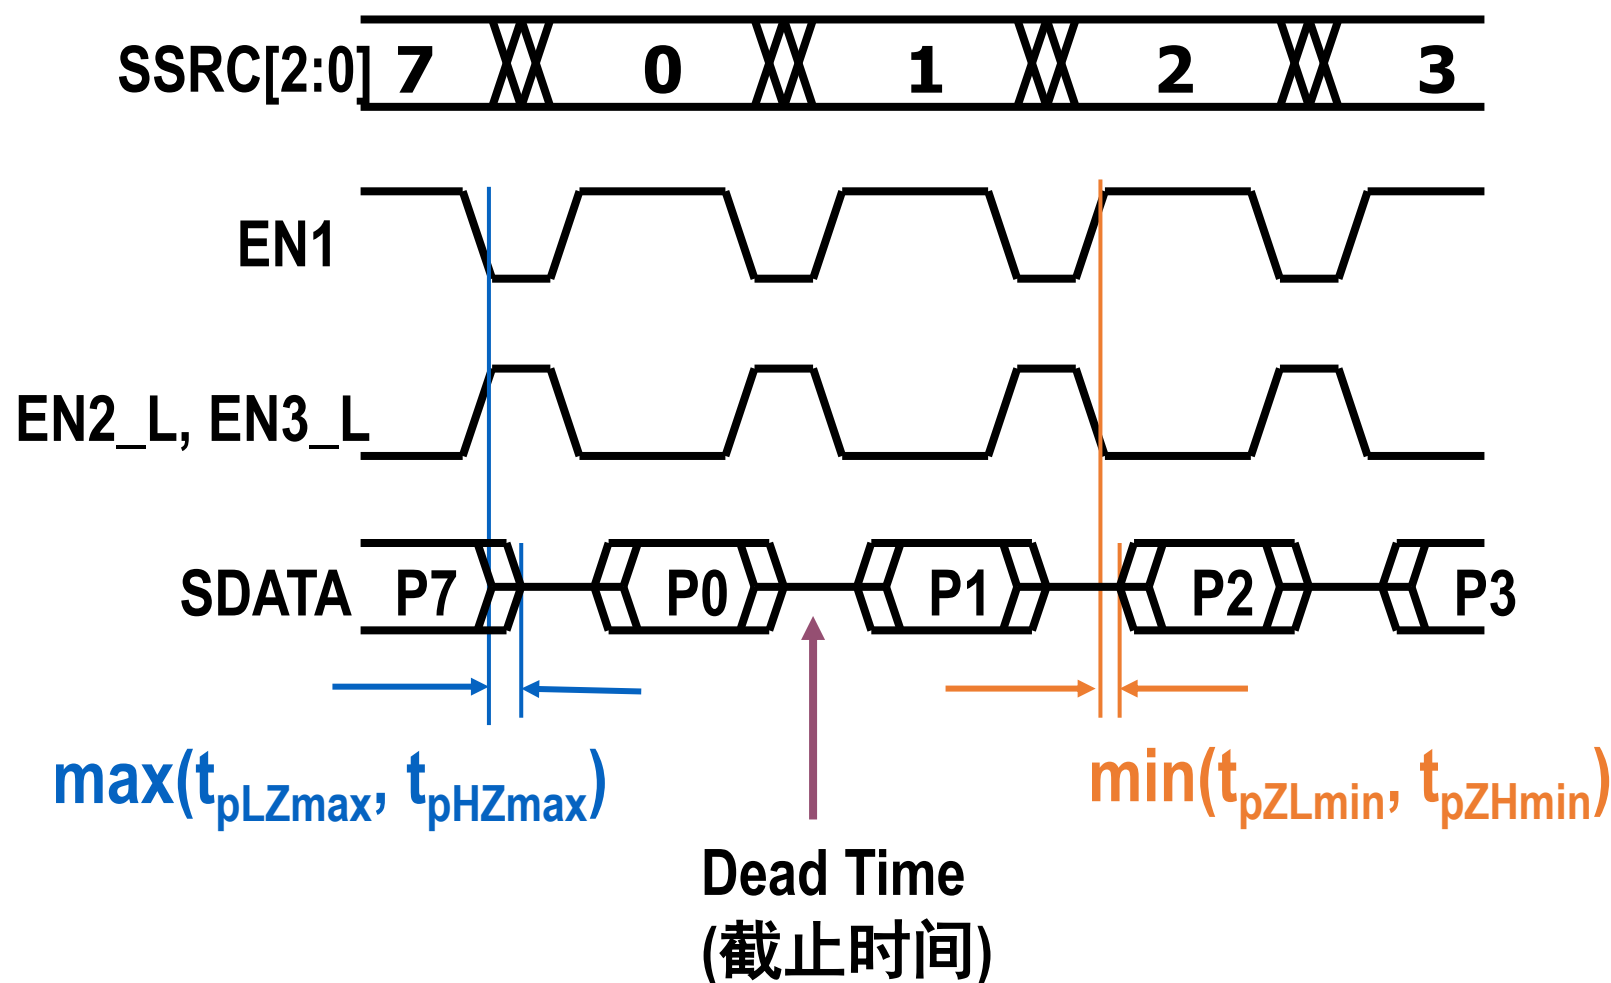 SSRC[2:0] 7 0 1 2 3
EN1
EN2_L, EN3_L
SDATA P7 P0 P1 P2 P3
max(tpLZmax, tpHZmax)
min(tpZLmin, tpZHmin)
Dead Time
(截止时间)